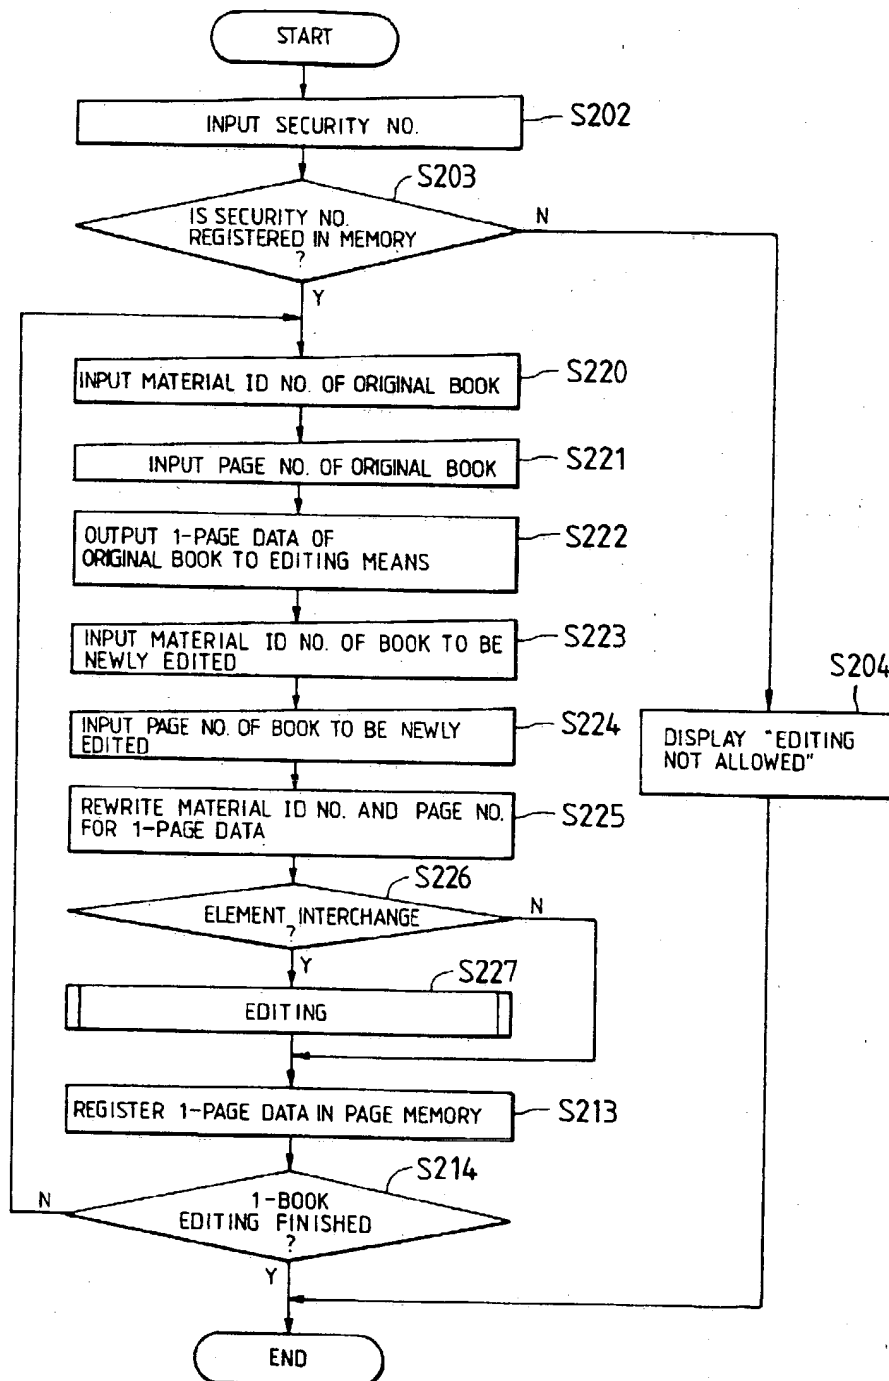 START
INPUT SECURITY NO.
S202
S203
IS SECURITY NO.
REGISTERED IN MEMORY
?
N
Y
INPUT MATERIAL ID NO. OF ORIGINAL BOOK
S220
INPUT PAGE NO. OF ORIGINAL BOOK
S221
OUTPUT 1-PAGE DATA OF
ORIGINAL BOOK TO EDITING MEANS
S222
INPUT MATERIAL ID NO. OF BOOK TO BE
NEWLY EDITED
S223
INPUT PAGE NO. OF BOOK TO BE NEWLY
EDITED
S224
S204
DISPLAY "EDITING
NOT ALLOWED"
REWRITE MATERIAL ID NO. AND PAGE NO.
FOR 1-PAGE DATA
S225
S226
ELEMENT INTERCHANGE
?
N
Y
S227
EDITING
REGISTER 1-PAGE DATA IN PAGE MEMORY
S213
S214
N
1-BOOK
EDITING FINISHED
?
Y
END